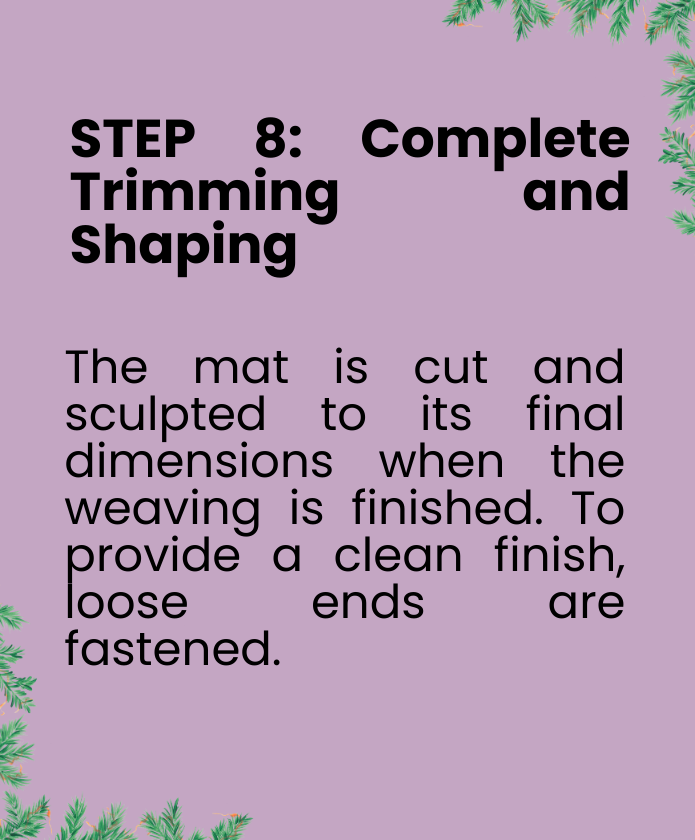 STEP 8: Complete
Trimming and
Shaping
The mat is cut and
sculpted to its final
dimensions when the
weaving is finished. To
provide a clean finish,
loose ends are
fastened.